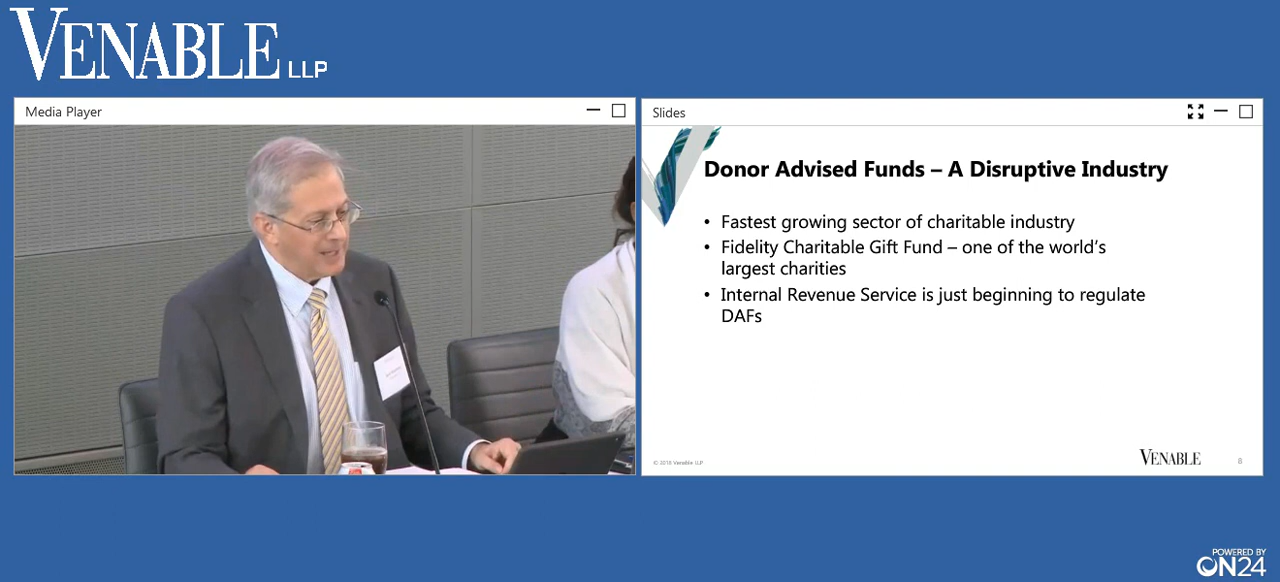 VENABLE LLP
Media Player
Slides
Donor Advised Funds – A Disruptive Industry
• Fastest growing sector of charitable industry
• Fidelity Charitable Gift Fund – one of the world's
largest charities
• Internal Revenue Service is just beginning to regulate
DAFs
© 2018 Venable LLP
VENABLE
8
POWERED BY
ON24